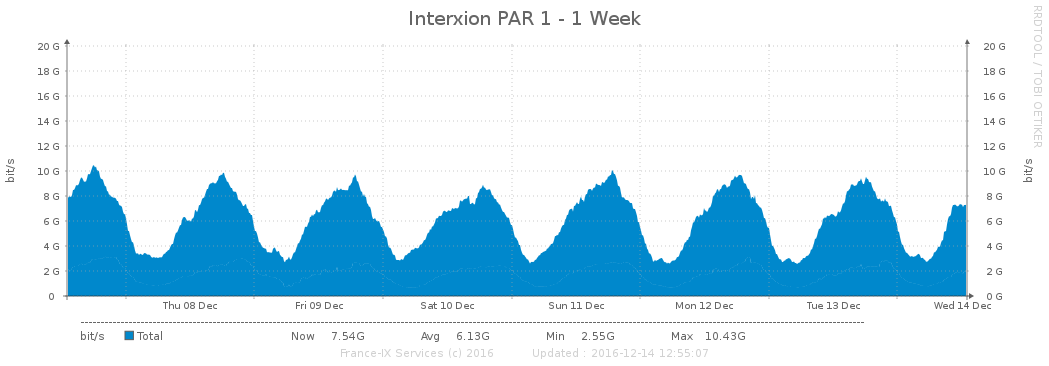 Interxion PAR 1 - 1 Week
RRDTOOL / TOBI OETIKER
bit/s
bit/s
20 G 20 G
18 G 18 G
16 G 16 G
14 G 14 G
12 G 12 G
10 G 10 G
8 G 8 G
6 G 6 G
4 G 4 G
2 G 2 G
0 0 G
Thu 08 Dec Fri 09 Dec Sat 10 Dec Sun 11 Dec Mon 12 Dec Tue 13 Dec Wed 14 Dec
bit/s Total Now 7.54G Avg 6.13G Min 2.55G Max 10.43G
France-IX Services (c) 2016 Updated : 2016-12-14 12:55:07